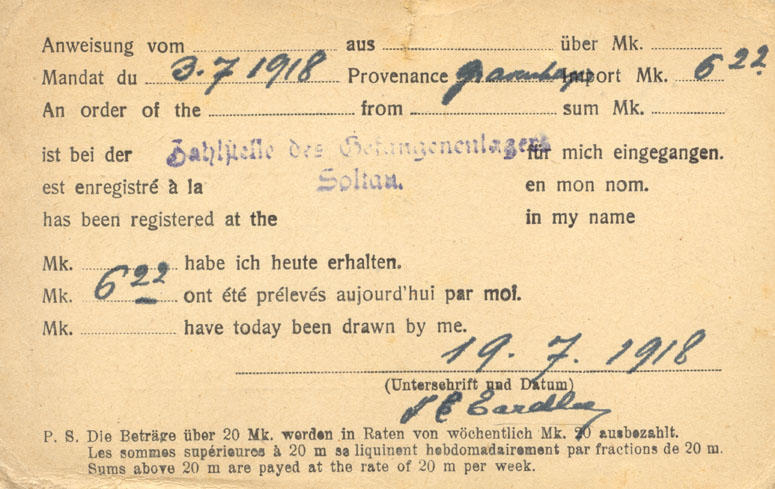 Anweisung vom ................ aus ................ über Mk. ............
Mandat du 3.7 1918 Provenance Gravenhage Import Mk. 6 22
An order of the ................ from ................ sum Mk. ............
ist bei der Zahlstelle des Gefangenenlagers für mich eingegangen.
est enregistré à la Soltau. en mon nom.
has been registered at the in my name
Mk. ............ habe ich heute erhalten.
Mk. 6 22 ont été prélevés aujourd'hui par moi.
Mk. ............ have today been drawn by me.
19. 7. 1918
(Unterschrift und Datum)
Eardley
P. S. Die Beträge über 20 Mk. werden in Raten von wöchentlich Mk. 20 ausbezahlt.
Les sommes supérieures à 20 m se liquinent hebdomadairement par fractions de 20 m.
Sums above 20 m are payed at the rate of 20 m per week.